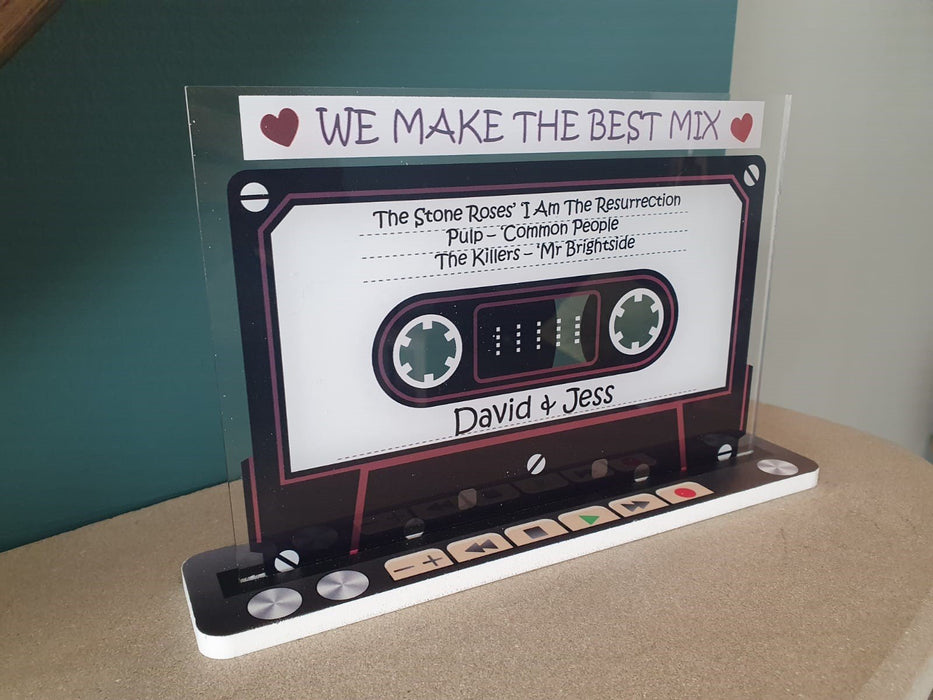 WE MAKE THE BEST MIX
The Stone Roses' 'I Am The Resurrection
Pulp – 'Common People
The Killers – 'Mr Brightside
David & Jess